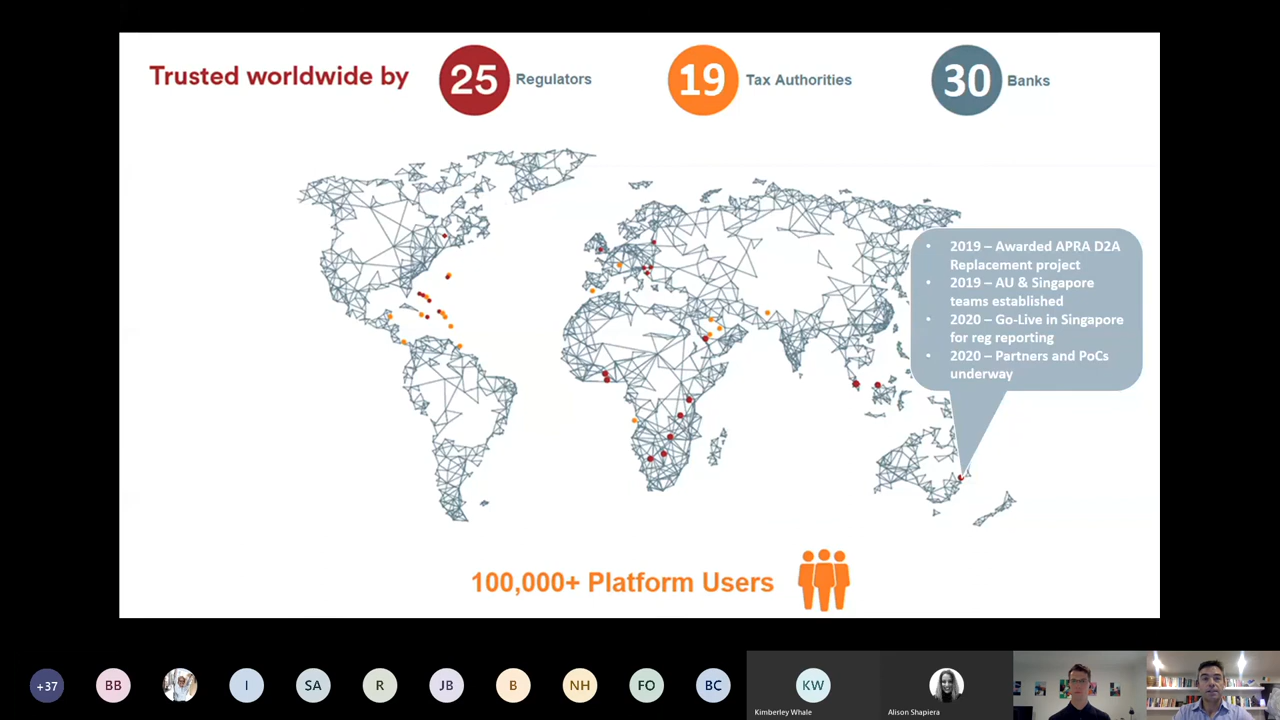 Trusted worldwide by
25
Regulators
19
Tax Authorities
30
Banks
• 2019 – Awarded APRA D2A
Replacement project
• 2019 – AU & Singapore
teams established
• 2020 – Go-Live in Singapore
for reg reporting
• 2020 – Partners and PoCs
underway
100,000+ Platform Users
+37
BB
I
SA
R
JB
B
NH
FO
BC
KW
Kimberley Whale
Alison Shapiera